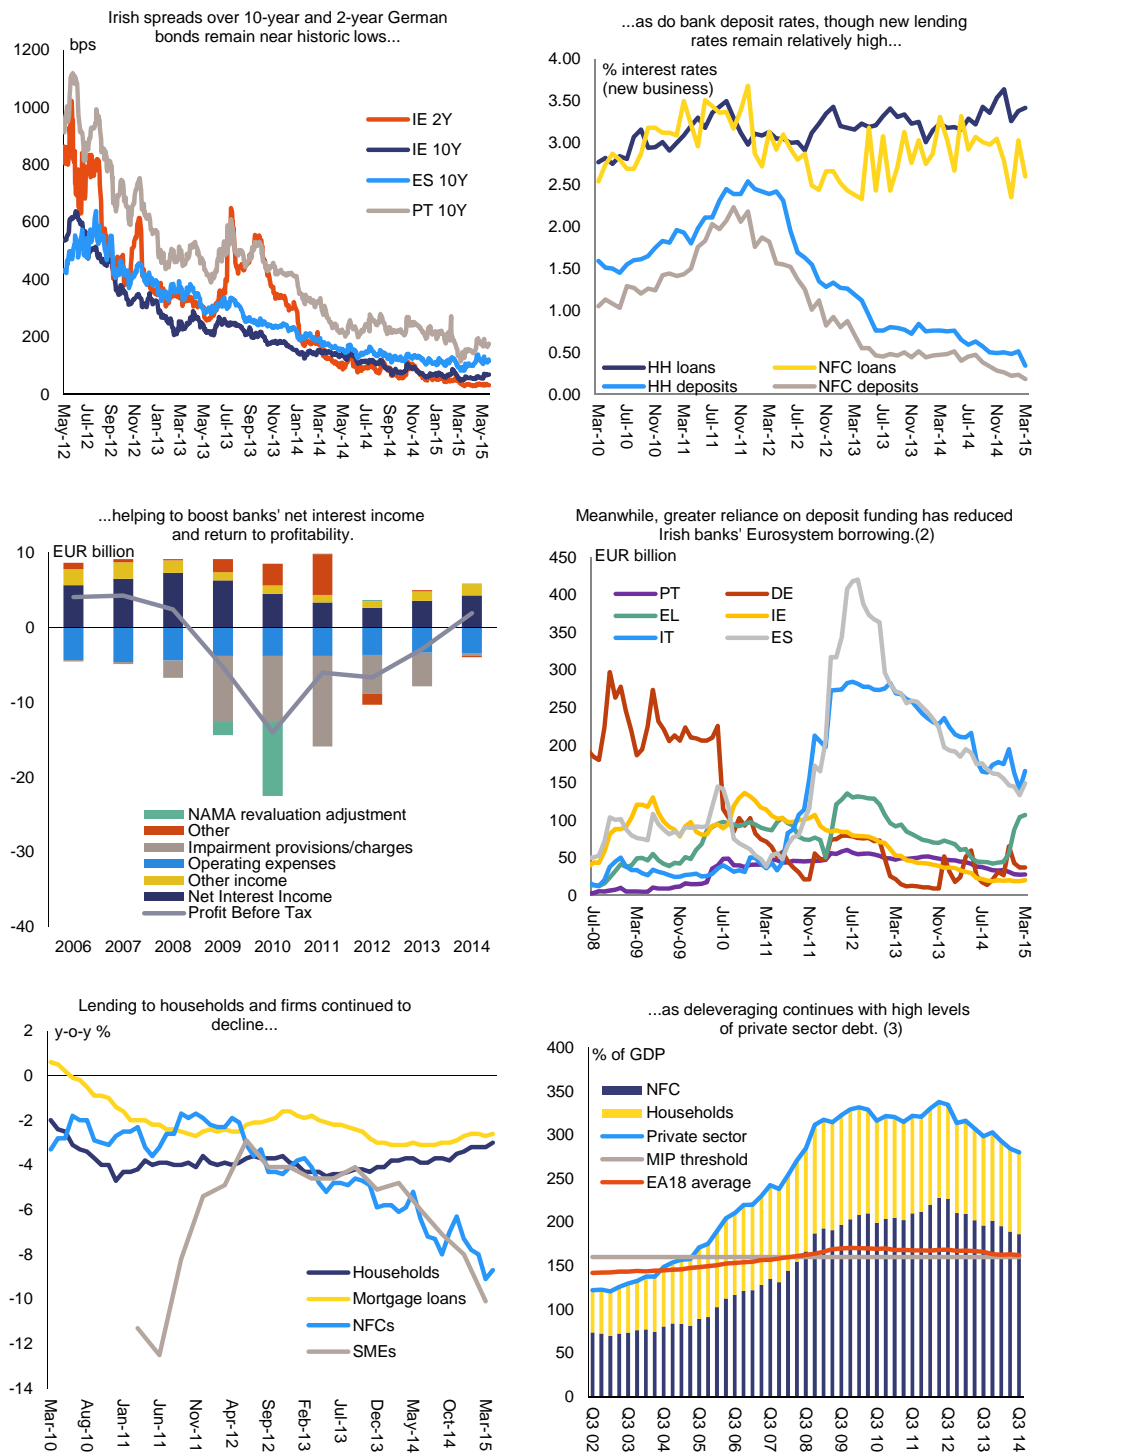 Irish spreads over 10-year and 2-year German
bonds remain near historic lows...
bps
1200
1000
800
600
400
200
0
IE 2Y
IE 10Y
ES 10Y
PT 10Y
May-12
Jul-12
Sep-12
Nov-12
Jan-13
Mar-13
May-13
Jul-13
Sep-13
Nov-13
Jan-14
Mar-14
May-14
Jul-14
Sep-14
Nov-14
Jan-15
Mar-15
May-15
...as do bank deposit rates, though new lending
rates remain relatively high...
% interest rates
(new business)
4.00
3.50
3.00
2.50
2.00
1.50
1.00
0.50
0.00
HH loans
NFC loans
HH deposits
NFC deposits
Mar-10
Jul-10
Nov-10
Mar-11
Jul-11
Nov-11
Mar-12
Jul-12
Nov-12
Mar-13
Jul-13
Nov-13
Mar-14
Jul-14
Nov-14
Mar-15
...helping to boost banks' net interest income
and return to profitability.
EUR billion
10
0
-10
-20
-30
-40
NAMA revaluation adjustment
Other
Impairment provisions/charges
Operating expenses
Other income
Net Interest Income
Profit Before Tax
2006 2007 2008 2009 2010 2011 2012 2013 2014
Meanwhile, greater reliance on deposit funding has reduced
Irish banks' Eurosystem borrowing.(2)
EUR billion
450
400
350
300
250
200
150
100
50
0
PT
DE
EL
IE
IT
ES
Jul-08
Mar-09
Nov-09
Jul-10
Mar-11
Nov-11
Jul-12
Mar-13
Nov-13
Jul-14
Mar-15
Lending to households and firms continued to
decline...
y-o-y %
2
0
-2
-4
-6
-8
-10
-12
-14
Households
Mortgage loans
NFCs
SMEs
Mar-10
Aug-10
Jan-11
Jun-11
Nov-11
Apr-12
Sep-12
Feb-13
Jul-13
Dec-13
May-14
Oct-14
Mar-15
...as deleveraging continues with high levels
of private sector debt. (3)
% of GDP
400
350
300
250
200
150
100
50
0
NFC
Households
Private sector
MIP threshold
EA18 average
Q3 02
Q3 03
Q3 04
Q3 05
Q3 06
Q3 07
Q3 08
Q3 09
Q3 10
Q3 11
Q3 12
Q3 13
Q3 14